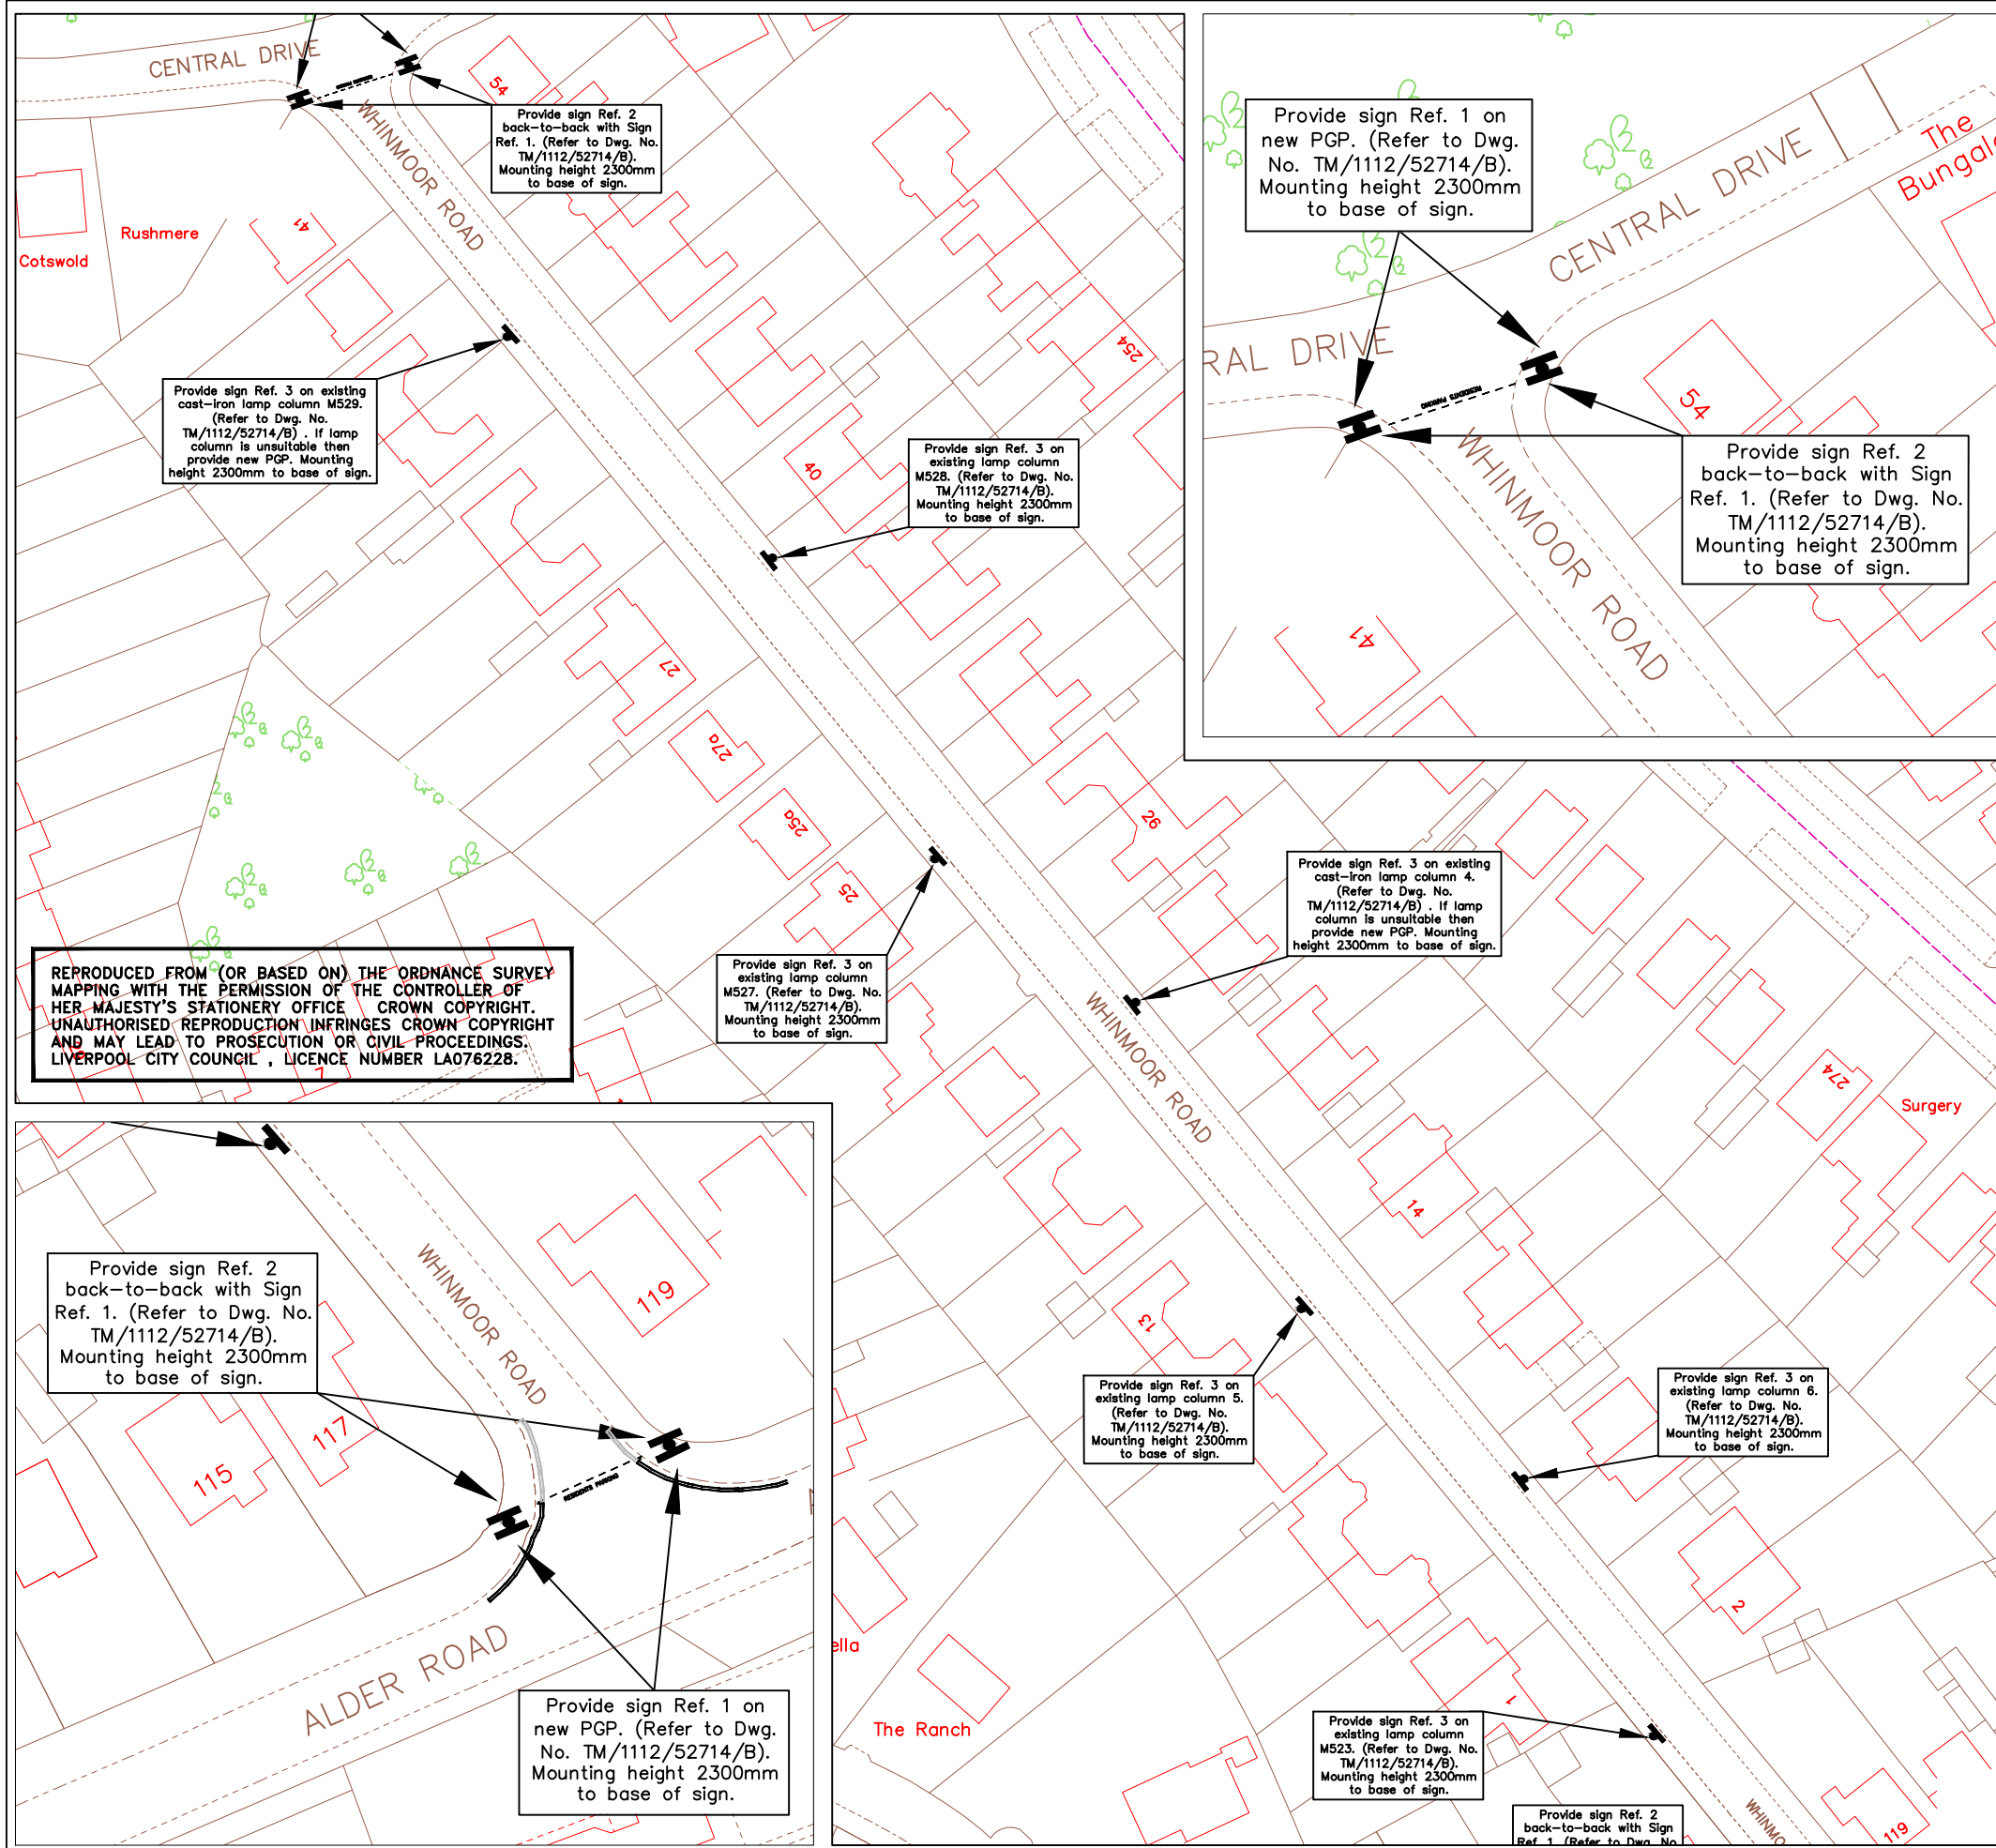 CENTRAL DRIVE
WHINMOOR ROAD
54
Provide sign Ref. 2
back-to-back with Sign
Ref. 1. (Refer to Dwg. No.
TM/1112/52714/B).
Mounting height 2300mm
to base of sign.
Rushmere
Cotswold
41
254
Provide sign Ref. 3 on existing
cast-iron lamp column M529.
(Refer to Dwg. No.
TM/1112/52714/B) . If lamp
column is unsuitable then
provide new PGP. Mounting
height 2300mm to base of sign.
40
Provide sign Ref. 3 on
existing lamp column
M528. (Refer to Dwg. No.
TM/1112/52714/B).
Mounting height 2300mm
to base of sign.
27
27a
25a
25
26
Provide sign Ref. 1 on
new PGP. (Refer to Dwg.
No. TM/1112/52714/B).
Mounting height 2300mm
to base of sign.
CENTRAL DRIVE
The
Bungal
RAL DRIVE
RESIDENTS PARKING
54
WHINMOOR ROAD
41
Provide sign Ref. 2
back-to-back with Sign
Ref. 1. (Refer to Dwg. No.
TM/1112/52714/B).
Mounting height 2300mm
to base of sign.
Provide sign Ref. 3 on existing
cast-iron lamp column 4.
(Refer to Dwg. No.
TM/1112/52714/B) . If lamp
column is unsuitable then
provide new PGP. Mounting
height 2300mm to base of sign.
Provide sign Ref. 3 on
existing lamp column
M527. (Refer to Dwg. No.
TM/1112/52714/B).
Mounting height 2300mm
to base of sign.
REPRODUCED FROM (OR BASED ON) THE ORDNANCE SURVEY
MAPPING WITH THE PERMISSION OF THE CONTROLLER OF
HER MAJESTY'S STATIONERY OFFICE CROWN COPYRIGHT.
UNAUTHORISED REPRODUCTION INFRINGES CROWN COPYRIGHT
AND MAY LEAD TO PROSECUTION OR CIVIL PROCEEDINGS.
LIVERPOOL CITY COUNCIL , LICENCE NUMBER LA076228.
7
WHINMOOR ROAD
274
Surgery
14
13
Provide sign Ref. 3 on
existing lamp column 5.
(Refer to Dwg. No.
TM/1112/52714/B).
Mounting height 2300mm
to base of sign.
Provide sign Ref. 3 on
existing lamp column 6.
(Refer to Dwg. No.
TM/1112/52714/B).
Mounting height 2300mm
to base of sign.
2
1
ella
The Ranch
Provide sign Ref. 3 on
existing lamp column
M523. (Refer to Dwg. No.
TM/1112/52714/B).
Mounting height 2300mm
to base of sign.
Provide sign Ref. 2
back-to-back with Sign
Ref. 1. (Refer to Dwg. No.
WHINMO
119
Provide sign Ref. 2
back-to-back with Sign
Ref. 1. (Refer to Dwg. No.
TM/1112/52714/B).
Mounting height 2300mm
to base of sign.
WHINMOOR ROAD
119
117
115
RESIDENTS PARKING
ALDER ROAD
Provide sign Ref. 1 on
new PGP. (Refer to Dwg.
No. TM/1112/52714/B).
Mounting height 2300mm
to base of sign.